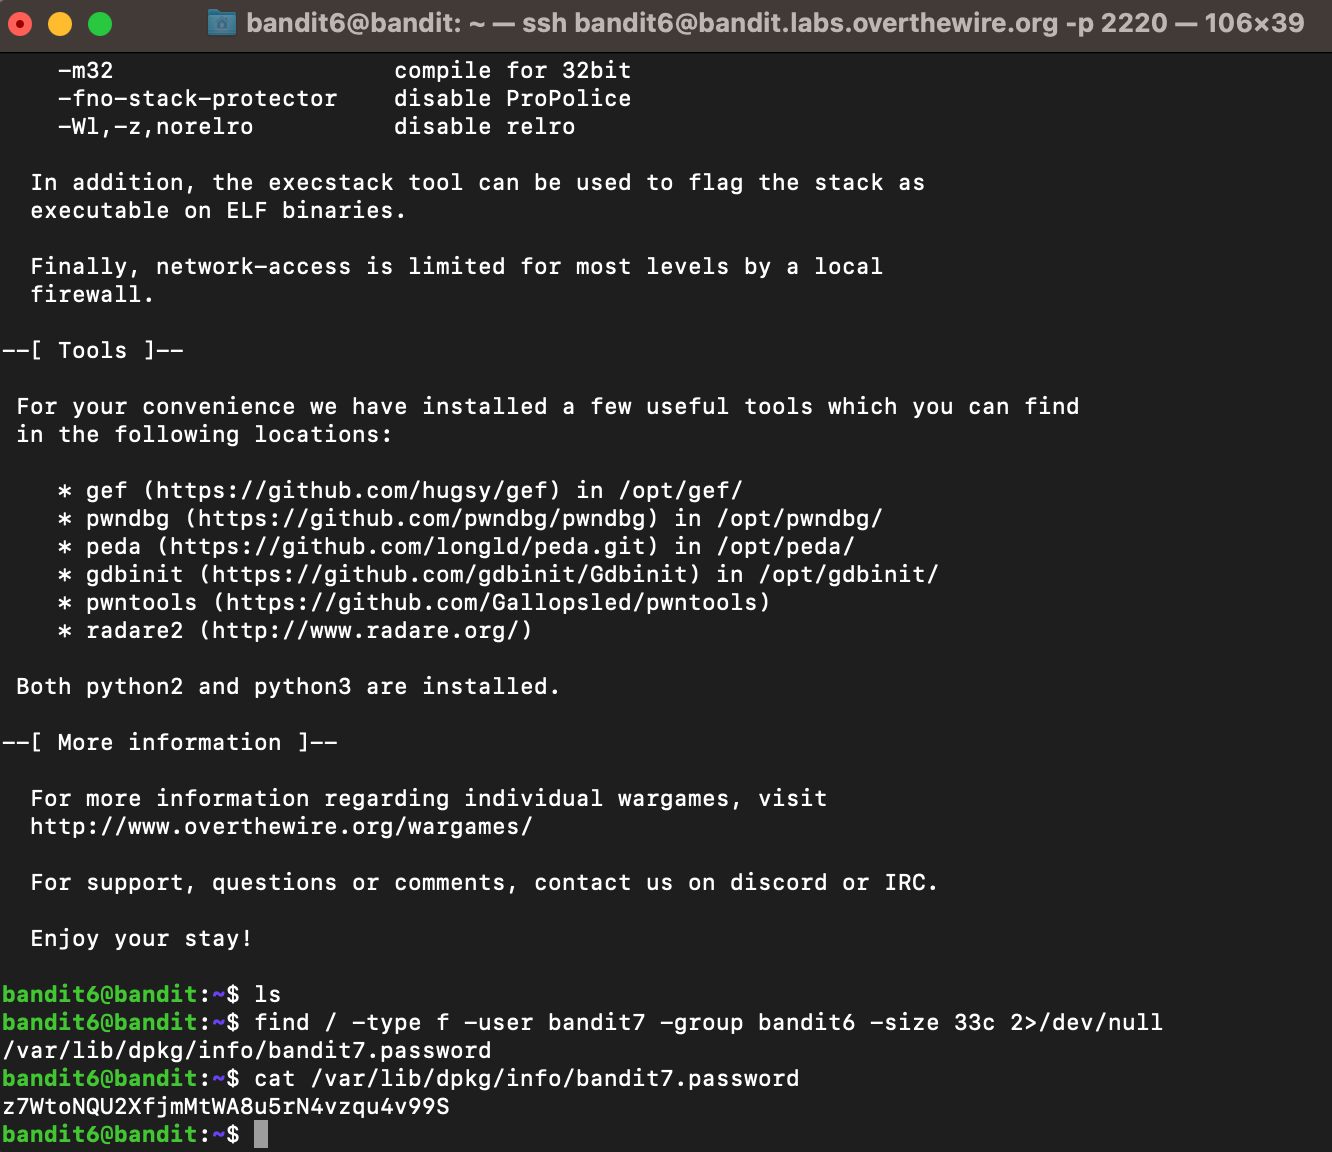 bandit6@bandit: ~ — ssh bandit6@bandit.labs.overthewire.org -p 2220 — 106×39
-m32                    compile for 32bit
-fno-stack-protector    disable ProPolice
-Wl,-z,norelro          disable relro
In addition, the execstack tool can be used to flag the stack as
executable on ELF binaries.
Finally, network-access is limited for most levels by a local
firewall.
--[ Tools ]--
For your convenience we have installed a few useful tools which you can find
in the following locations:
* gef (https://github.com/hugsy/gef) in /opt/gef/
* pwndbg (https://github.com/pwndbg/pwndbg) in /opt/pwndbg/
* peda (https://github.com/longld/peda.git) in /opt/peda/
* gdbinit (https://github.com/gdbinit/Gdbinit) in /opt/gdbinit/
* pwntools (https://github.com/Gallopsled/pwntools)
* radare2 (http://www.radare.org/)
Both python2 and python3 are installed.
--[ More information ]--
For more information regarding individual wargames, visit
http://www.overthewire.org/wargames/
For support, questions or comments, contact us on discord or IRC.
Enjoy your stay!
bandit6@bandit:~$ ls
bandit6@bandit:~$ find / -type f -user bandit7 -group bandit6 -size 33c 2>/dev/null
/var/lib/dpkg/info/bandit7.password
bandit6@bandit:~$ cat /var/lib/dpkg/info/bandit7.password
z7WtoNQU2XfjmMtWA8u5rN4vzqu4v99S
bandit6@bandit:~$